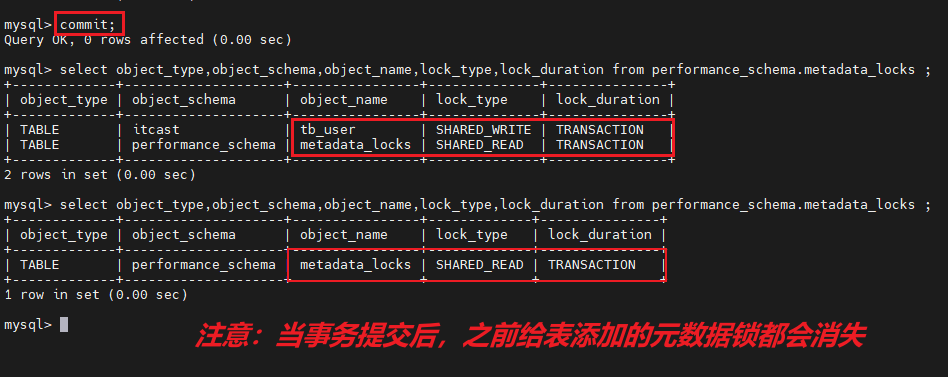 mysql> commit;
Query OK, 0 rows affected (0.00 sec)
mysql> select object_type,object_schema,object_name,lock_type,lock_duration from performance_schema.metadata_locks ;
+-------------+--------------------+----------------+--------------+---------------+
| object_type | object_schema      | object_name    | lock_type    | lock_duration |
+-------------+--------------------+----------------+--------------+---------------+
| TABLE       | itcast             | tb_user        | SHARED_WRITE | TRANSACTION   |
| TABLE       | performance_schema | metadata_locks | SHARED_READ  | TRANSACTION   |
+-------------+--------------------+----------------+--------------+---------------+
2 rows in set (0.00 sec)
mysql> select object_type,object_schema,object_name,lock_type,lock_duration from performance_schema.metadata_locks ;
+-------------+--------------------+----------------+-------------+---------------+
| object_type | object_schema      | object_name    | lock_type   | lock_duration |
+-------------+--------------------+----------------+-------------+---------------+
| TABLE       | performance_schema | metadata_locks | SHARED_READ | TRANSACTION   |
+-------------+--------------------+----------------+-------------+---------------+
1 row in set (0.00 sec)
mysql>
注意：当事务提交后，之前给表添加的元数据锁都会消失